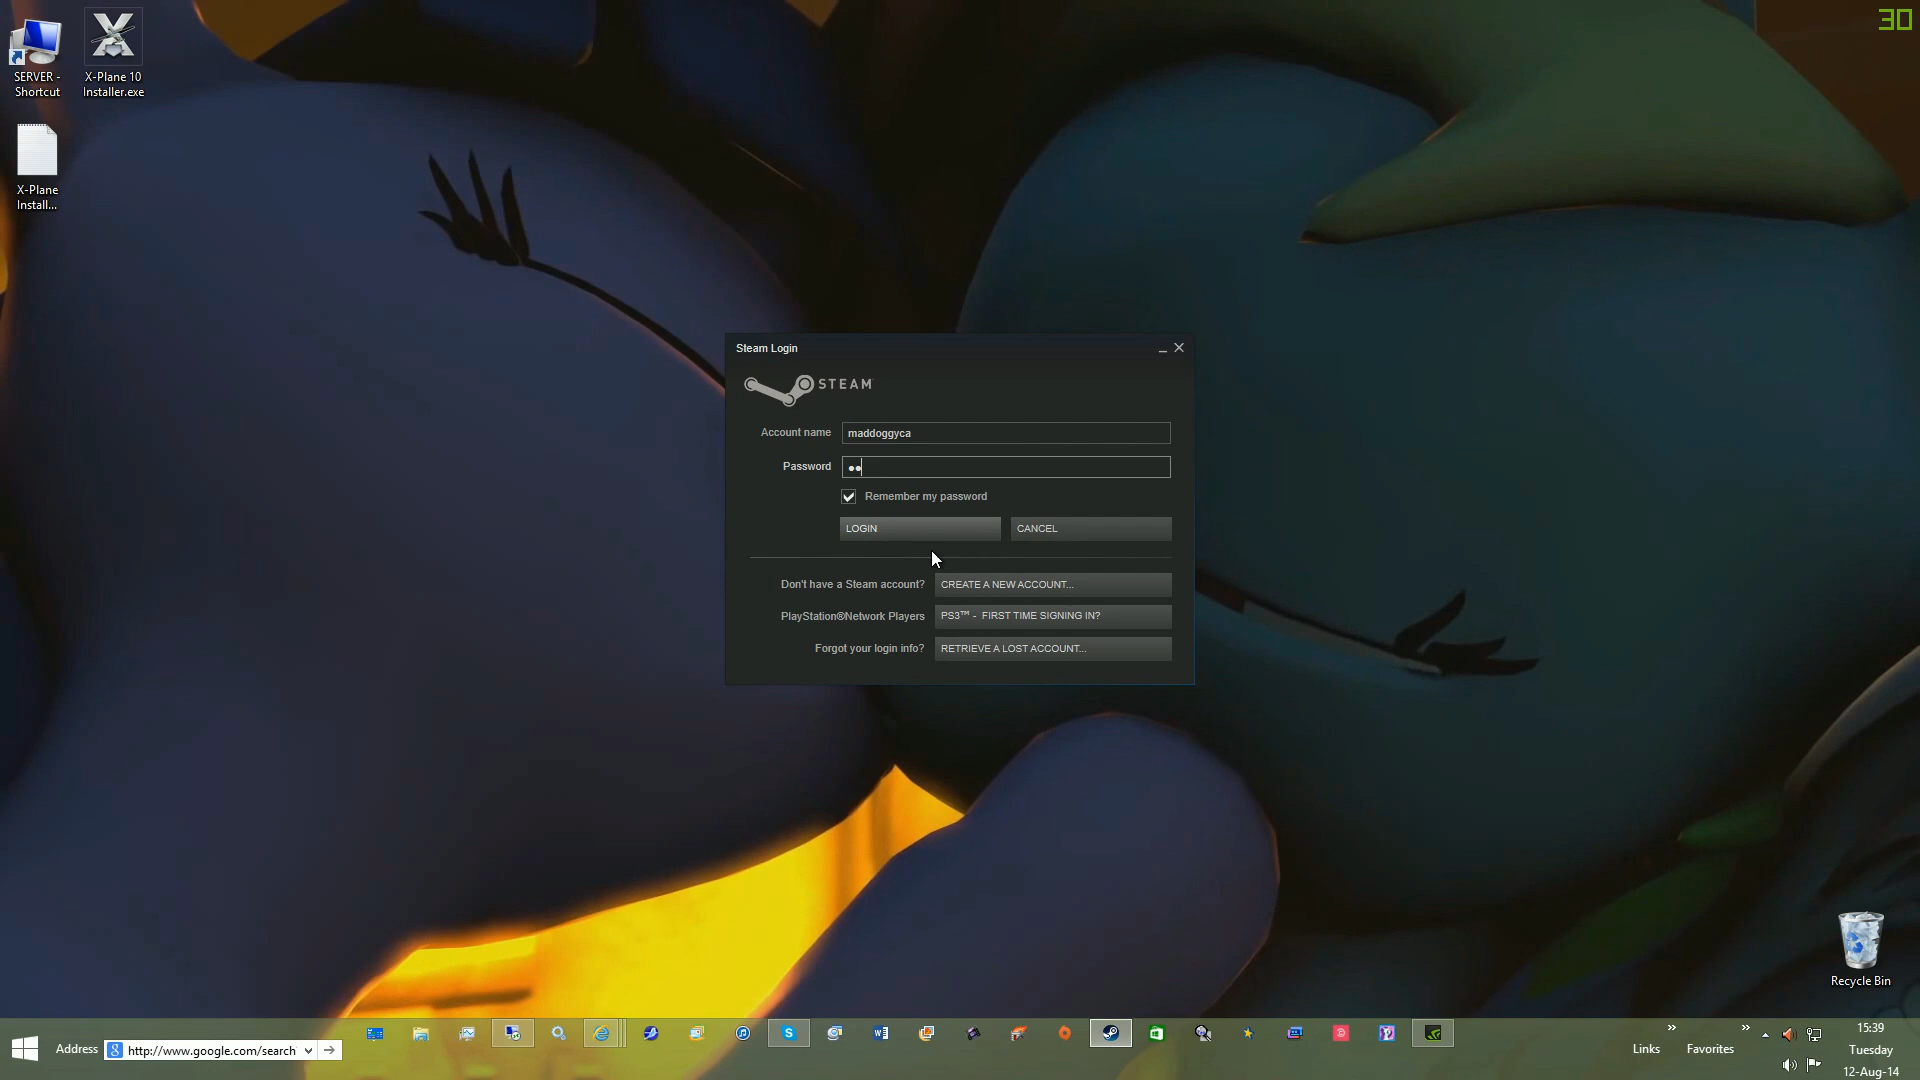 30
SERVER -
Shortcut
X-Plane 10
Installer.exe
X-Plane
Install...
Steam Login
STEAM
Account name
maddoggyca
Password
••
Remember my password
LOGIN
CANCEL
Don't have a Steam account?
CREATE A NEW ACCOUNT...
PlayStation®Network Players
PS3™ - FIRST TIME SIGNING IN?
Forgot your login info?
RETRIEVE A LOST ACCOUNT...
Recycle Bin
Address
http://www.google.com/search
Links
»
Favorites
»
15:39
Tuesday
12-Aug-14